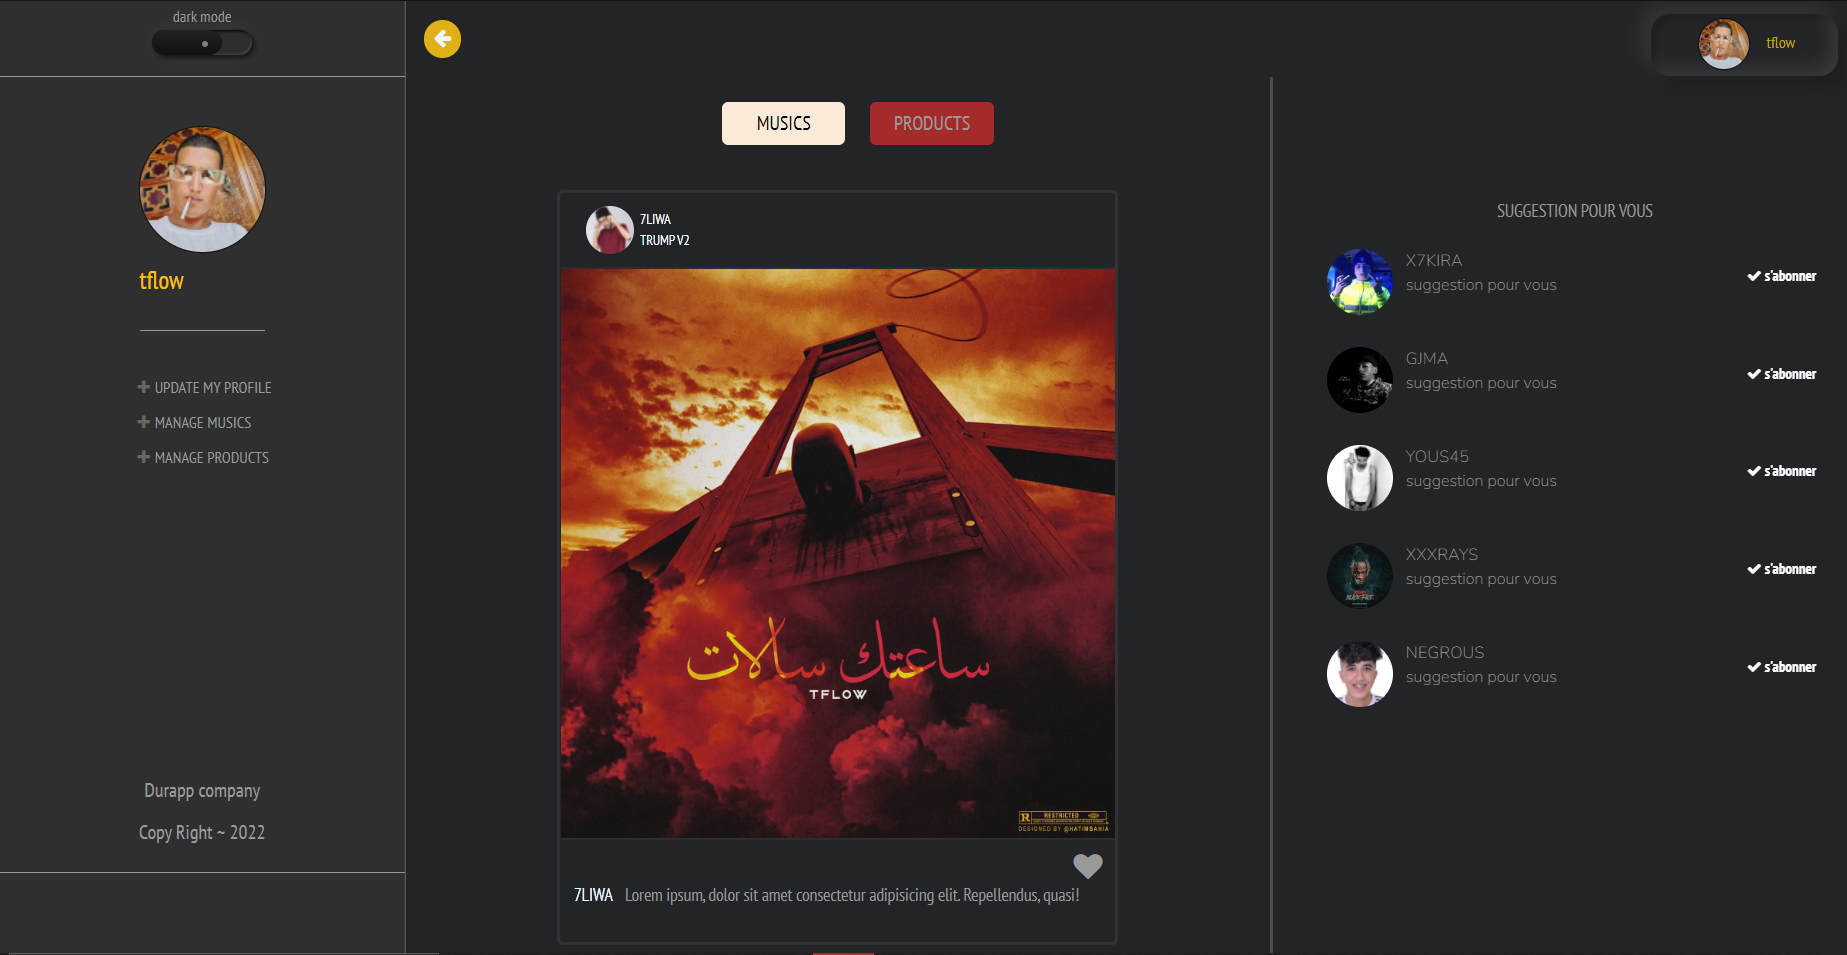 dark mode
tflow
UPDATE MY PROFILE
MANAGE MUSICS
MANAGE PRODUCTS
Durapp company
Copy Right ~ 2022
MUSICS
PRODUCTS
7LIWA
TRUMP V2
ساعتك سالات
TFLOW
R RESTRICTED
DESIGNED BY @HATIMBAHIA
7LIWA Lorem ipsum, dolor sit amet consectetur adipisicing elit. Repellendus, quasi!
tflow
SUGGESTION POUR VOUS
X7KIRA
suggestion pour vous
s'abonner
GJMA
suggestion pour vous
s'abonner
YOUS45
suggestion pour vous
s'abonner
XXXRAYS
suggestion pour vous
s'abonner
NEGROUS
suggestion pour vous
s'abonner